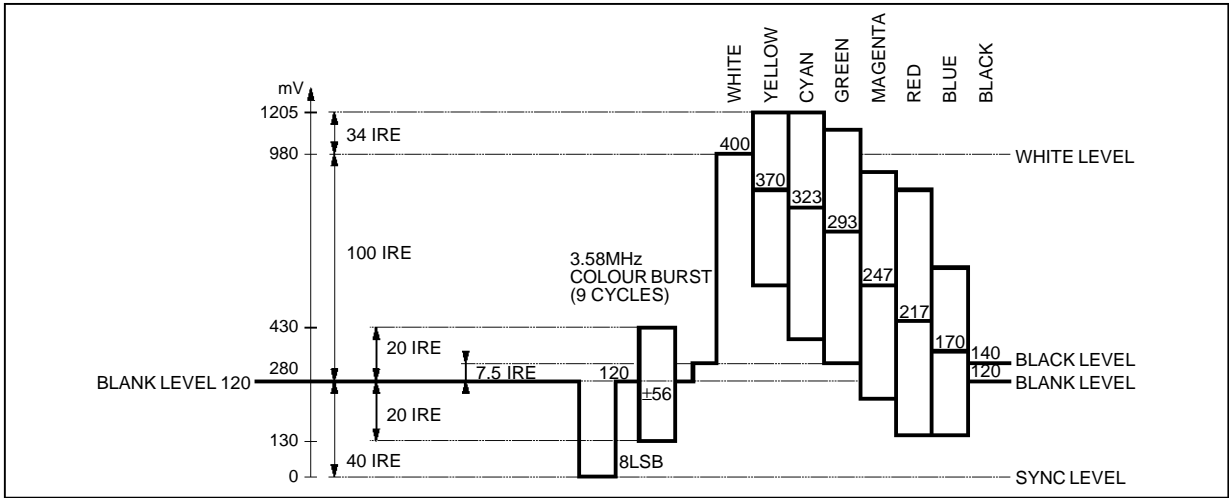 WHITE
YELLOW
CYAN
GREEN
MAGENTA
RED
BLUE
BLACK
mV
1205
34 IRE
980
400
WHITE LEVEL
370
323
293
100 IRE
3.58MHz
COLOUR BURST
(9 CYCLES)
247
217
430
20 IRE
170
280
7.5 IRE
120
140
BLACK LEVEL
BLANK LEVEL 120
120
BLANK LEVEL
±56
20 IRE
130
40 IRE
8LSB
0
SYNC LEVEL